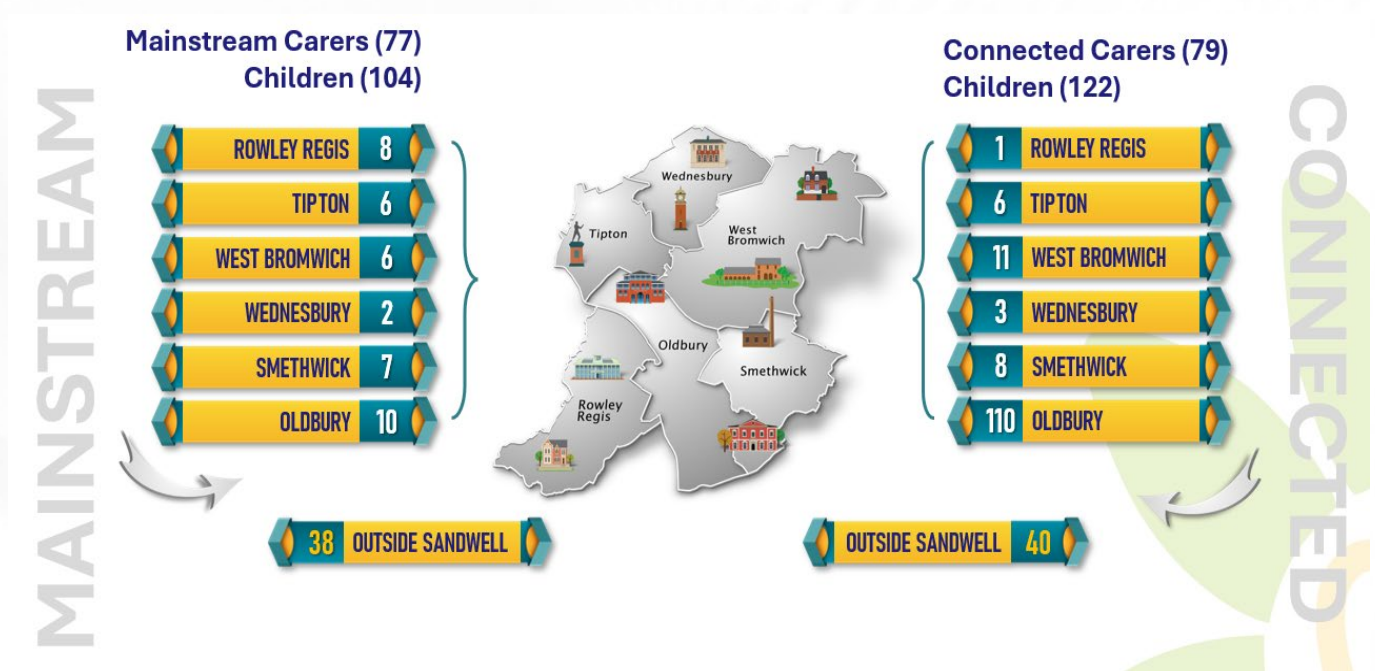 MAINSTREAM
Mainstream Carers (77)
Children (104)
ROWLEY REGIS 8
TIPTON 6
WEST BROMWICH 6
WEDNESBURY 2
SMETHWICK 7
OLDBURY 10
38 OUTSIDE SANDWELL
Wednesbury
Tipton
West
Bromwich
Oldbury
Smethwick
Rowley
Regis
Connected Carers (79)
Children (122)
1 ROWLEY REGIS
6 TIPTON
11 WEST BROMWICH
3 WEDNESBURY
8 SMETHWICK
110 OLDBURY
OUTSIDE SANDWELL 40
CONNECTED